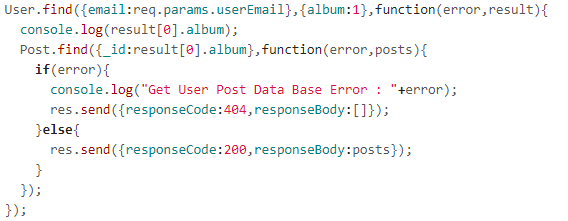 User.find({email:req.params.userEmail},{album:1},function(error,result){
  console.log(result[0].album);
  Post.find({_id:result[0].album},function(error,posts){
    if(error){
      console.log("Get User Post Data Base Error : "+error);
      res.send({responseCode:404,responseBody:[]});
    }else{
      res.send({responseCode:200,responseBody:posts});
    }
  });
});